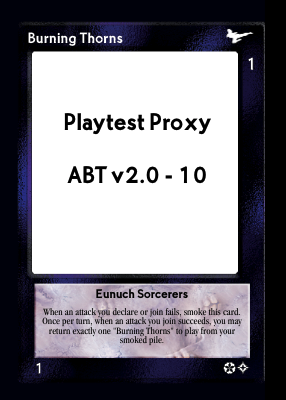 Burning Thorns
1
Playtest Proxy
ABT v2.0 - 10
Eunuch Sorcerers
When an attack you declare or join fails, smoke this card.
Once per turn, when an attack you join succeeds, you may
return exactly one "Burning Thorns" to play from your
smoked pile.
1